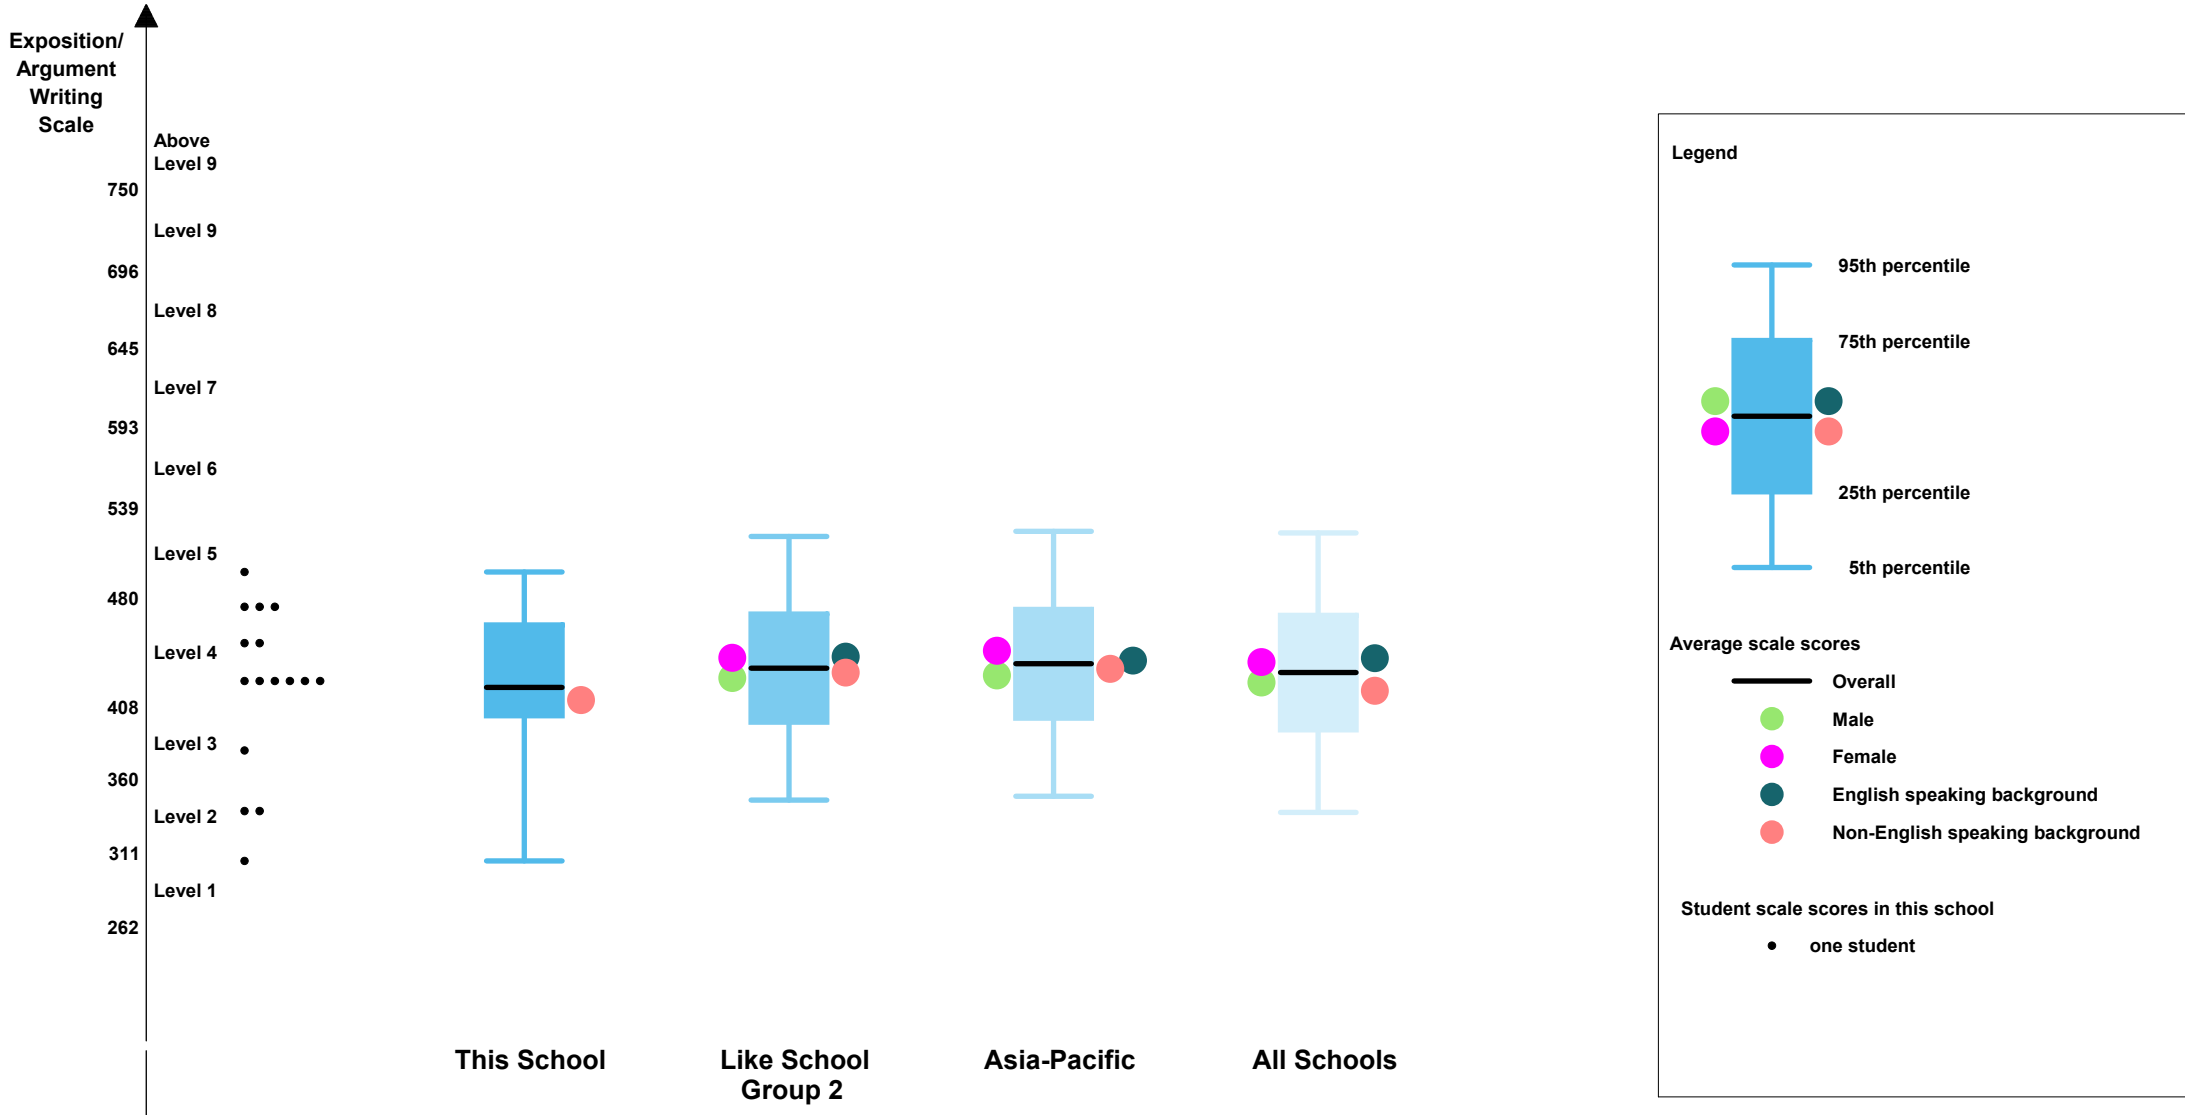 Exposition/
Argument
Writing
Scale
Above
Level 9
750
Level 9
696
Level 8
645
Level 7
593
Level 6
539
Level 5
480
Level 4
408
Level 3
360
Level 2
311
Level 1
262
This School
Like School
Group 2
Asia-Pacific
All Schools
Legend
95th percentile
75th percentile
25th percentile
5th percentile
Average scale scores
Overall
Male
Female
English speaking background
Non-English speaking background
Student scale scores in this school
one student